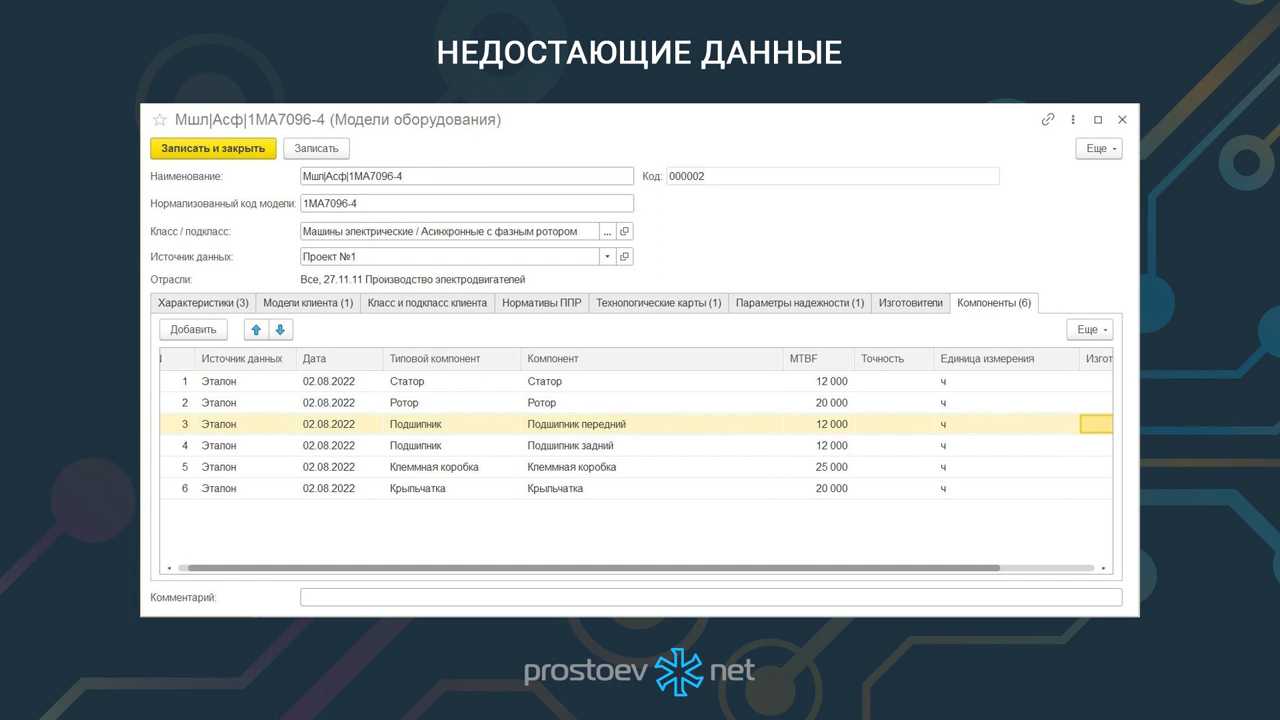 НЕДОСТАЮЩИЕ ДАННЫЕ
Мшл|Асф|1МА7096-4 (Модели оборудования)
Записать и закрыть Записать Еще
Наименование: Мшл|Асф|1МА7096-4 Код: 000002
Нормализованный код модели: 1МА7096-4
Класс / подкласс: Машины электрические / Асинхронные с фазным ротором ...
Источник данных: Проект №1
Отрасли: Все, 27.11.11 Производство электродвигателей
Характеристики (3) Модели клиента (1) Класс и подкласс клиента Нормативы ППР Технологические карты (1) Параметры надежности (1) Изготовители Компоненты (6)
Добавить Еще
Источник данных Дата Типовой компонент Компонент MTBF Точность Единица измерения Изгот
1 Эталон 02.08.2022 Статор Статор 12 000 ч
2 Эталон 02.08.2022 Ротор Ротор 20 000 ч
3 Эталон 02.08.2022 Подшипник Подшипник передний 12 000 ч
4 Эталон 02.08.2022 Подшипник Подшипник задний 12 000 ч
5 Эталон 02.08.2022 Клеммная коробка Клеммная коробка 25 000 ч
6 Эталон 02.08.2022 Крыльчатка Крыльчатка 20 000 ч
Комментарий:
prostoev net